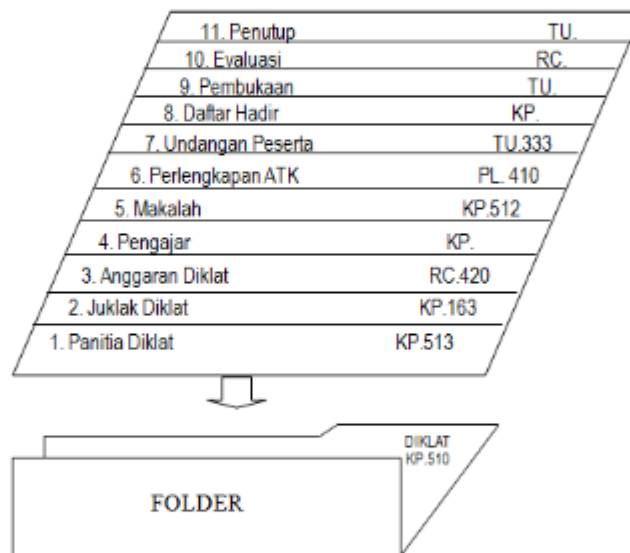 11. Penutup TU.
10. Evaluasi RC.
9. Pembukaan TU.
8. Daftar Hadir KP.
7. Undangan Peserta TU.333
6. Perlengkapan ATK PL. 410
5. Makalah KP.512
4. Pengajar KP.
3. Anggaran Diklat RC.420
2. Juklak Diklat KP.163
1. Panitia Diklat KP.513
DIKLAT
KP.510
FOLDER